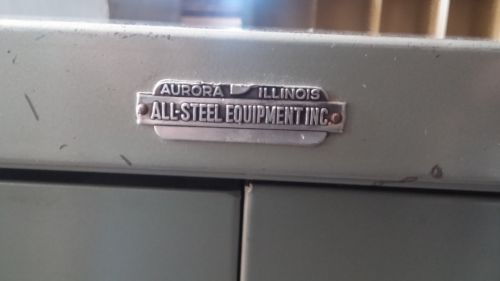 AURORA ILLINOIS
ALL-STEEL EQUIPMENT INC.